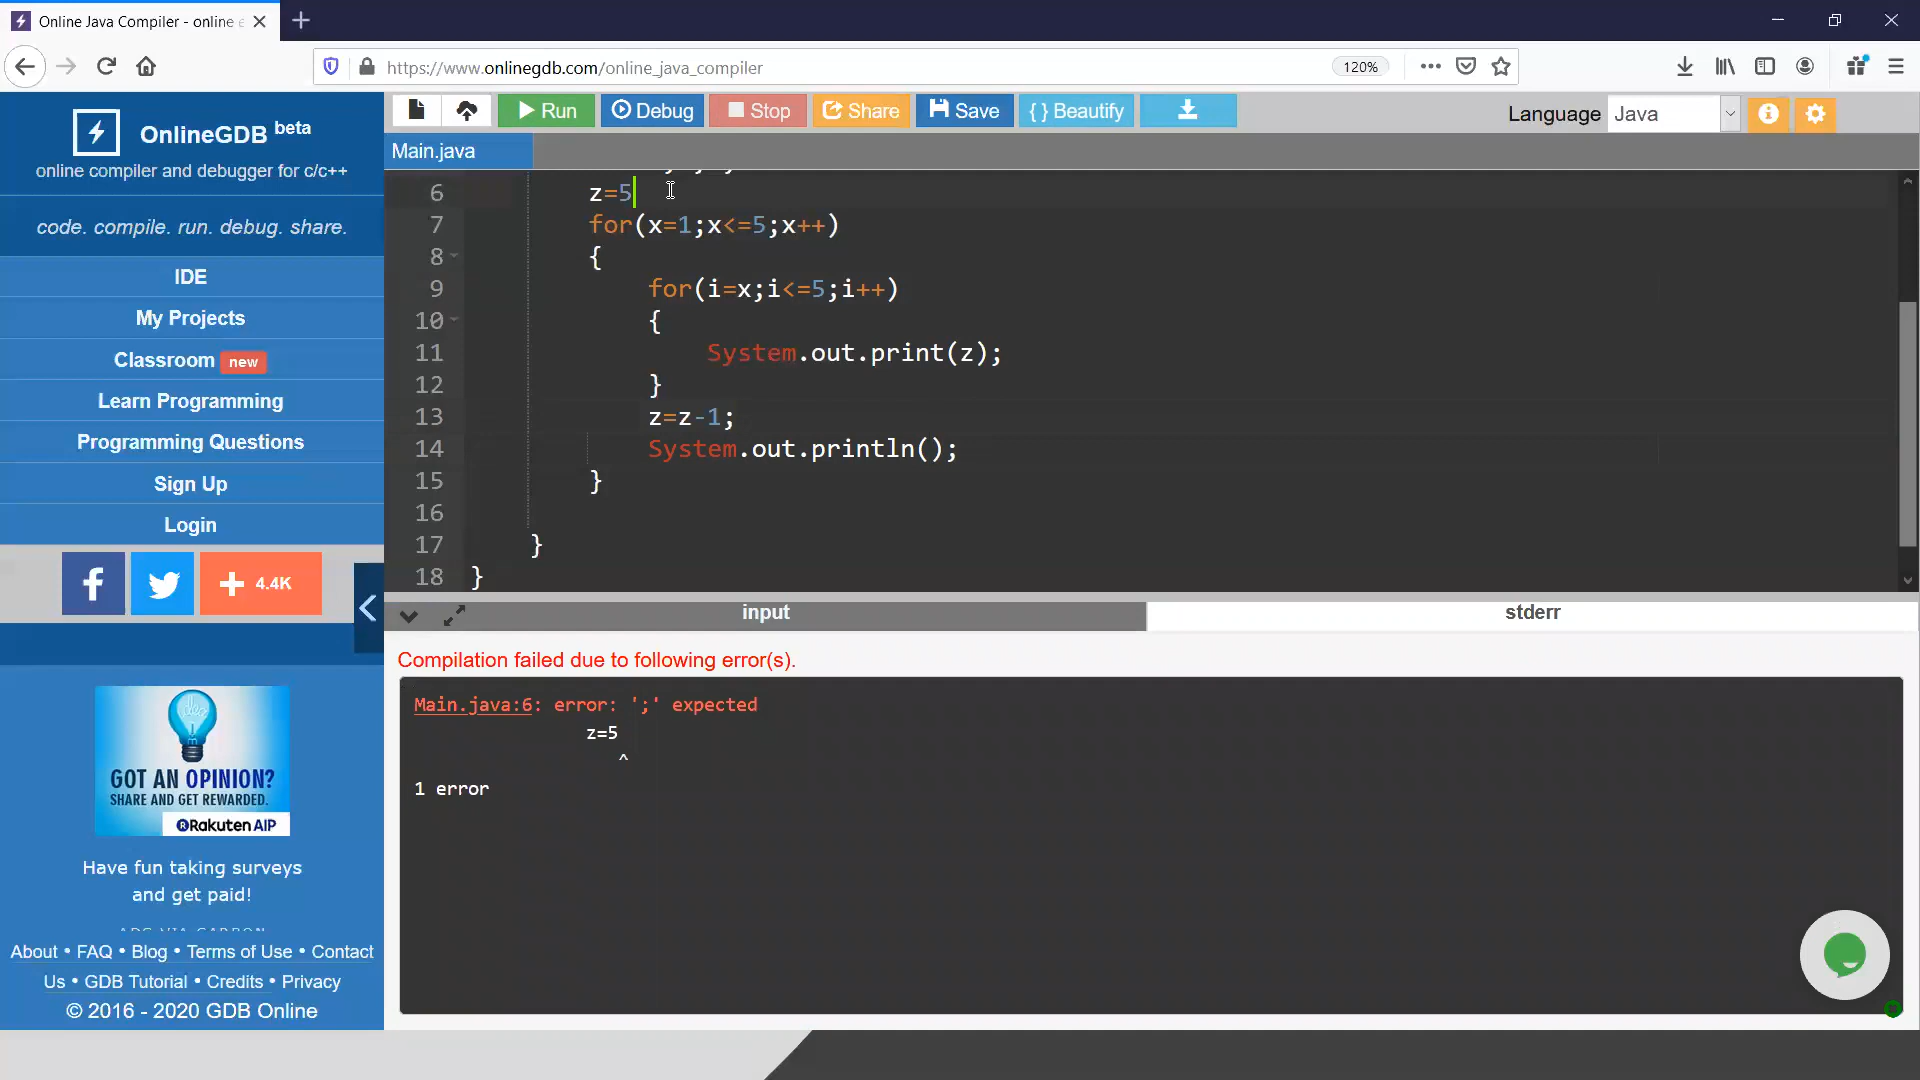 Online Java Compiler - online e
https://www.onlinegdb.com/online_java_compiler
120%
OnlineGDB beta
online compiler and debugger for c/c++
code. compile. run. debug. share.
IDE
My Projects
Classroom new
Learn Programming
Programming Questions
Sign Up
Login
f
+ 4.4K
GOT AN OPINION?
SHARE AND GET REWARDED.
Rakuten AIP
Have fun taking surveys
and get paid!
ADS VIA CARBON
About • FAQ • Blog • Terms of Use • Contact
Us • GDB Tutorial • Credits • Privacy
© 2016 - 2020 GDB Online
Run
Debug
Stop
Share
Save
{ } Beautify
Language Java
Main.java
6 z=5
7 for(x=1;x<=5;x++)
8 {
9 for(i=x;i<=5;i++)
10 {
11 System.out.print(z);
12 }
13 z=z-1;
14 System.out.println();
15 }
16
17 }
18 }
input
stderr
Compilation failed due to following error(s).
Main.java:6: error: ';' expected
z=5
^
1 error